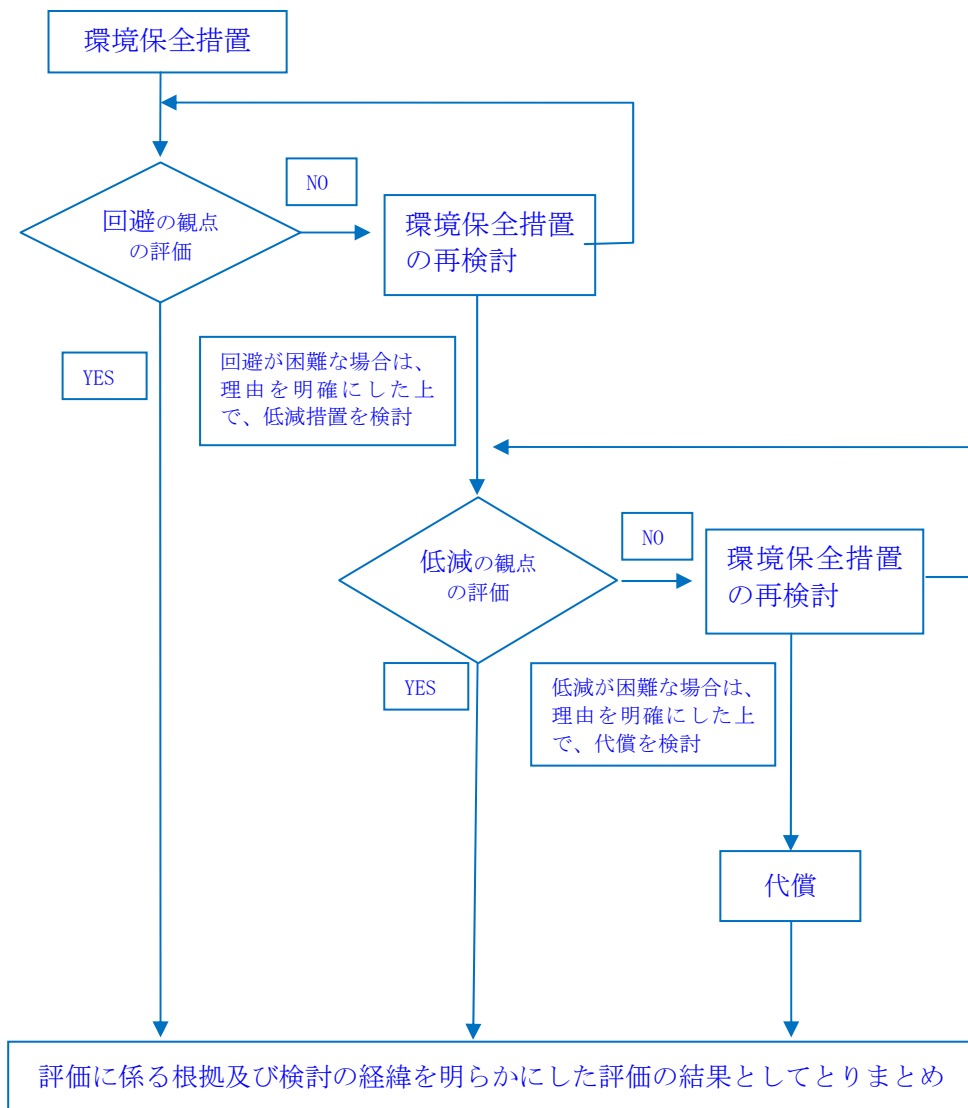 環境保全措置
NO
回避の観点
の評価
環境保全措置
の再検討
YES
回避が困難な場合は、
理由を明確にした上
で、低減措置を検討
NO
低減の観点
の評価
環境保全措置
の再検討
YES
低減が困難な場合は、
理由を明確にした上
で、代償を検討
代償
評価に係る根拠及び検討の経緯を明らかにした評価の結果としてとりまとめ